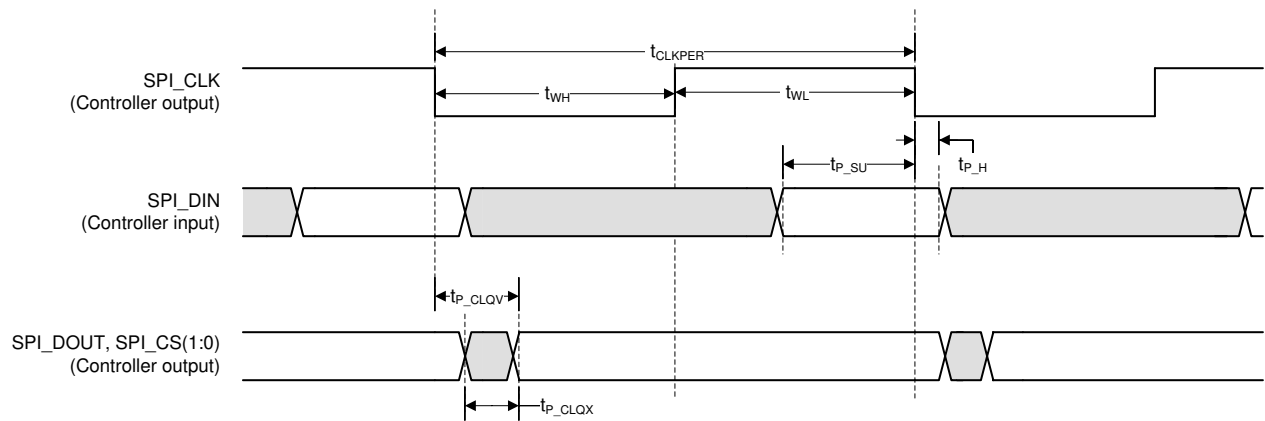 t_CLKPER
SPI_CLK
(Controller output)
t_WH
t_WL
t_P_SU
t_P_H
SPI_DIN
(Controller input)
t_P_CLQV
SPI_DOUT, SPI_CS(1:0)
(Controller output)
t_P_CLQX